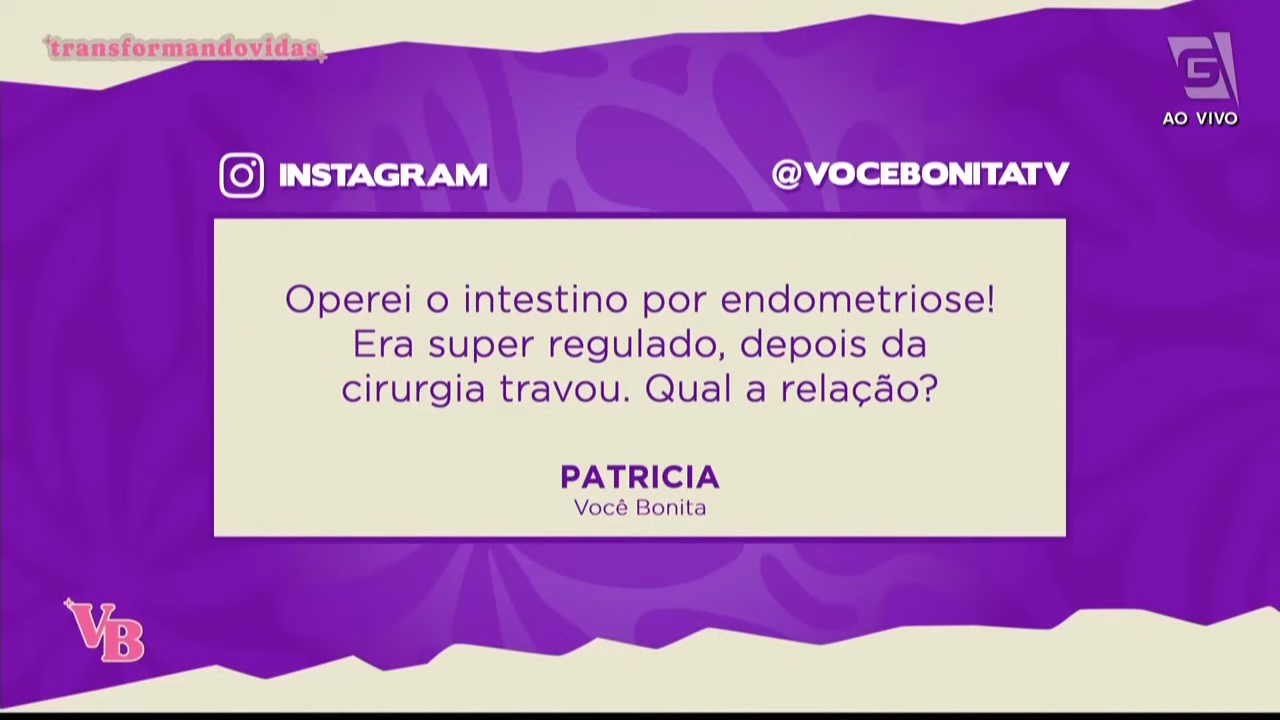 transformandovidas
G
AO VIVO
INSTAGRAM
@VOCEBONITATV
Operei o intestino por endometriose!
Era super regulado, depois da
cirurgia travou. Qual a relação?
PATRICIA
Você Bonita
VB